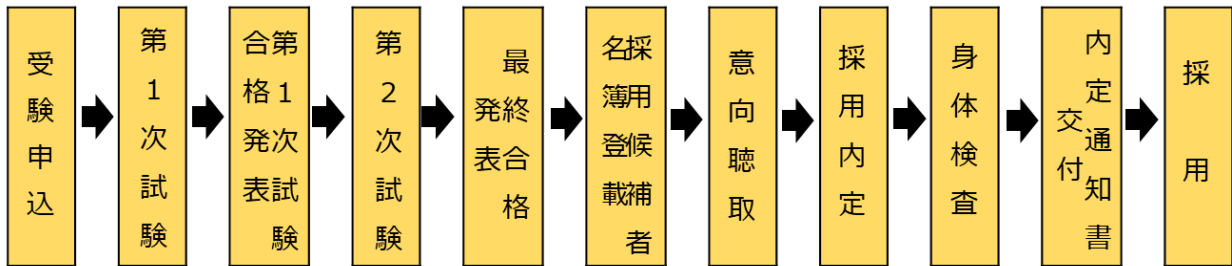 受験申込
第1次試験
第1次試験
合格発表
第2次試験
最終合格
発表
採用候補者
名簿登載
意向聴取
採用内定
身体検査
内定通知書
交付
採用